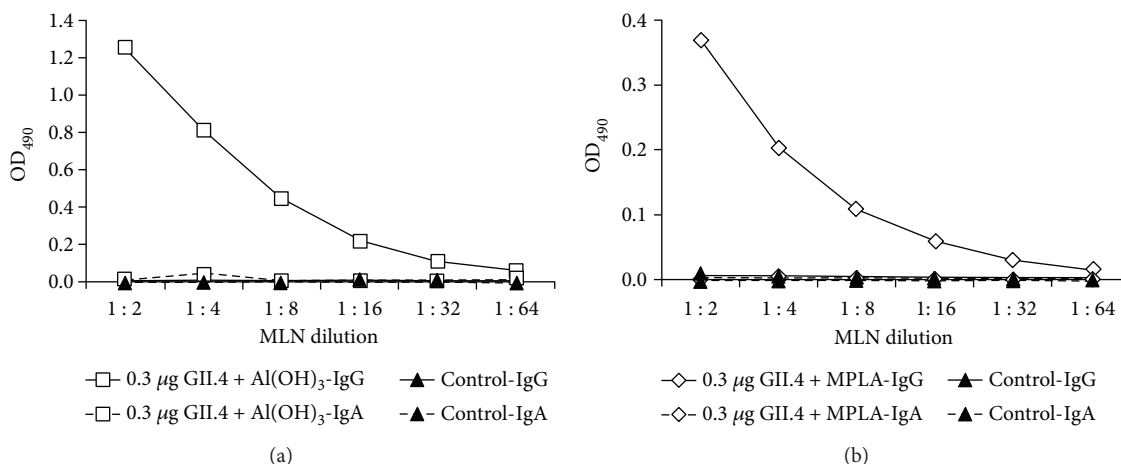 1.4
1.2
1.0
0.8
0.6
0.4
0.2
0.0
OD490
1 : 2 1 : 4 1 : 8 1 : 16 1 : 32 1 : 64
MLN dilution
0.3 μg GII.4 + Al(OH)3-IgG Control-IgG
0.3 μg GII.4 + Al(OH)3-IgA Control-IgA
(a)
0.4
0.3
0.2
0.1
0.0
OD490
1 : 2 1 : 4 1 : 8 1 : 16 1 : 32 1 : 64
MLN dilution
0.3 μg GII.4 + MPLA-IgG Control-IgG
0.3 μg GII.4 + MPLA-IgA Control-IgA
(b)